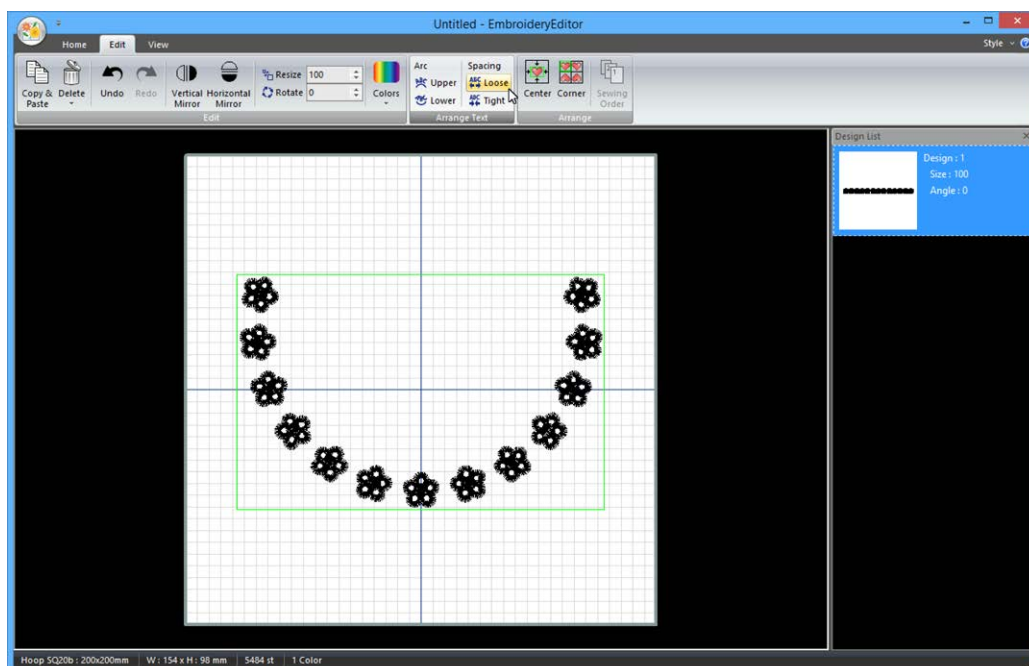 Untitled - EmbroideryEditor
Home Edit View Style
Copy & Paste
Delete
Undo
Redo
Vertical Mirror
Horizontal Mirror
Resize 100
Rotate 0
Colors
Edit
Arc
Upper
Lower
Spacing
ABC Loose
ABC Tight
Arrange Text
Center
Corner
Sewing Order
Arrange
Design List
Design : 1
Size : 100
Angle : 0
Hoop SQ20b : 200x200mm W : 154 x H : 98 mm 5484 st 1 Color